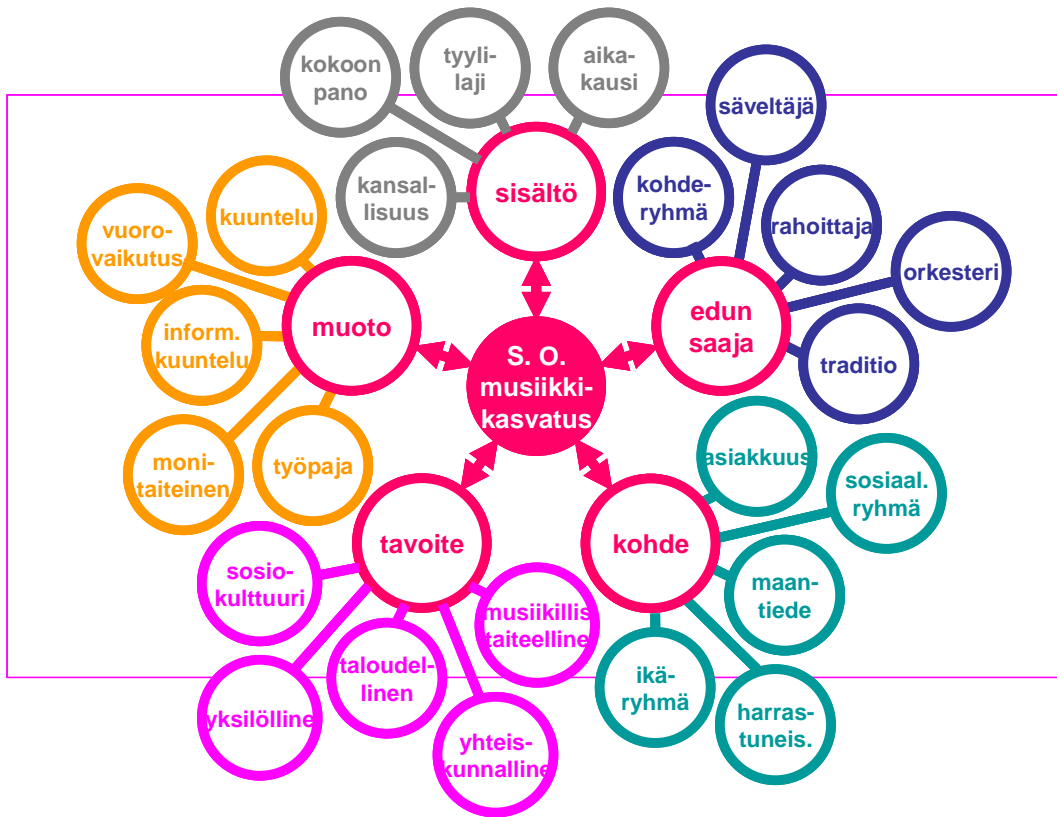 kokoon
pano
tyyli-
laji
aika-
kausi
kansal-
lisuus
sisältö
säveltäjä
kohde-
ryhmä
rahoittaja
orkesteri
traditio
edun
saaja
vuoro-
vaikutus
kuuntelu
inform.
kuuntelu
moni-
taiteinen
työpaja
muoto
S. O.
musiikki-
kasvatus
tavoite
sosio-
kulttuuri
yksilölline
taloudel-
linen
yhteis-
kunnalline
musiikillis
taiteelline
kohde
asiakkuus
sosiaal.
ryhmä
maan-
tiede
harras-
tuneis.
ikä-
ryhmä